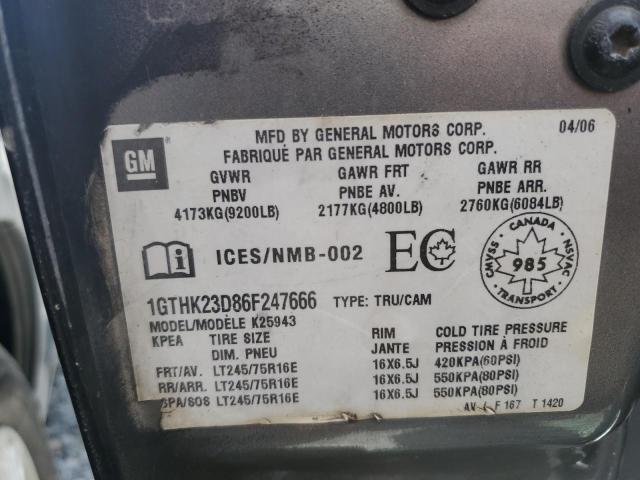 MFD BY GENERAL MOTORS CORP. 04/06
FABRIQUÉ PAR GENERAL MOTORS CORP.
GM
GVWR GAWR FRT GAWR RR
PNBV PNBE AV. PNBE ARR.
4173KG(9200LB) 2177KG(4800LB) 2760KG(6084LB)
ICES/NMB-002 EC
CANADA
CMVSS 985 NSVAC
TRANSPORT
1GTHK23D86F247666 TYPE: TRU/CAM
MODEL/MODÈLE K25943
KPEA TIRE SIZE RIM COLD TIRE PRESSURE
DIM. PNEU JANTE PRESSION À FROID
FRT/AV. LT245/75R16E 16X6.5J 420KPA(60PSI)
RR/ARR. LT245/75R16E 16X6.5J 550KPA(80PSI)
SPA/SOS LT245/75R16E 16X6.5J 550KPA(80PSI)
AV F 167 T 1420